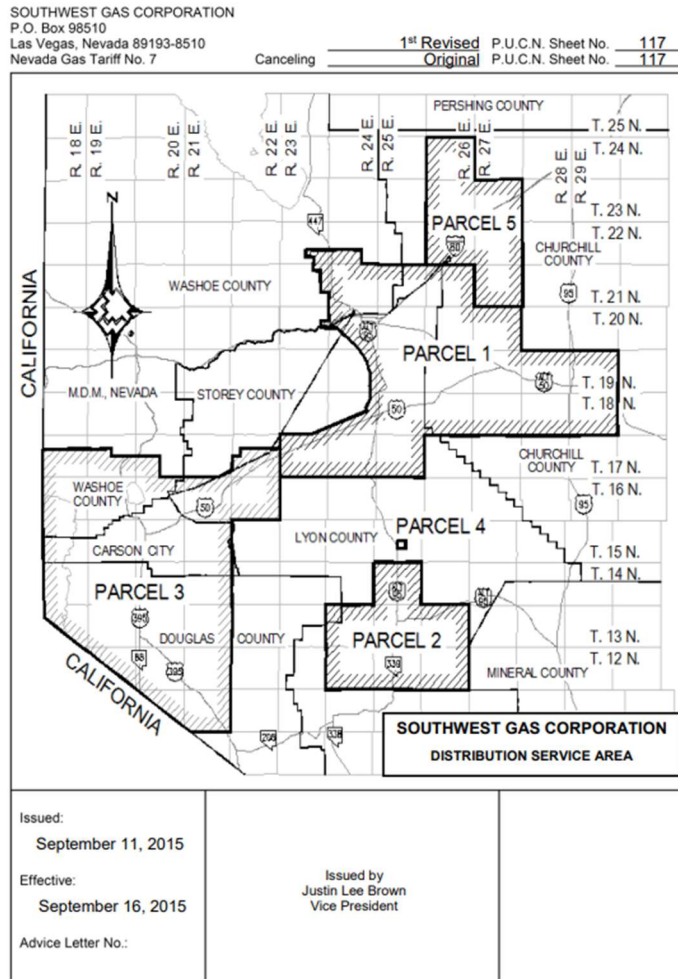 SOUTHWEST GAS CORPORATION
P.O. Box 98510
Las Vegas, Nevada 89193-8510
Nevada Gas Tariff No. 7
Canceling
1st Revised P.U.C.N. Sheet No. 117
Original P.U.C.N. Sheet No. 117
PERSHING COUNTY
T. 25 N.
R. 18 E.
R. 19 E.
R. 20 E.
R. 21 E.
R. 22 E.
R. 23 E.
R. 24 E.
R. 25 E.
R. 26 E.
R. 27 E.
T. 24 N.
R. 28 E.
R. 29 E.
N
T. 23 N.
447
PARCEL 5
T. 22 N.
80
CHURCHILL
COUNTY
WASHOE COUNTY
95
T. 21 N.
T. 20 N.
CALIFORNIA
PARCEL 1
M.D.M., NEVADA
STOREY COUNTY
ALT
50
T. 19 N.
50
T. 18 N.
CHURCHILL
COUNTY
T. 17 N.
WASHOE
COUNTY
T. 16 N.
50
95
PARCEL 4
LYON COUNTY
CARSON CITY
T. 15 N.
T. 14 N.
PARCEL 3
ALT
95
395
DOUGLAS COUNTY
PARCEL 2
T. 13 N.
88
395
339
T. 12 N.
MINERAL COUNTY
CALIFORNIA
208
338
SOUTHWEST GAS CORPORATION
DISTRIBUTION SERVICE AREA
Issued:
September 11, 2015
Effective:
September 16, 2015
Advice Letter No.:
Issued by
Justin Lee Brown
Vice President